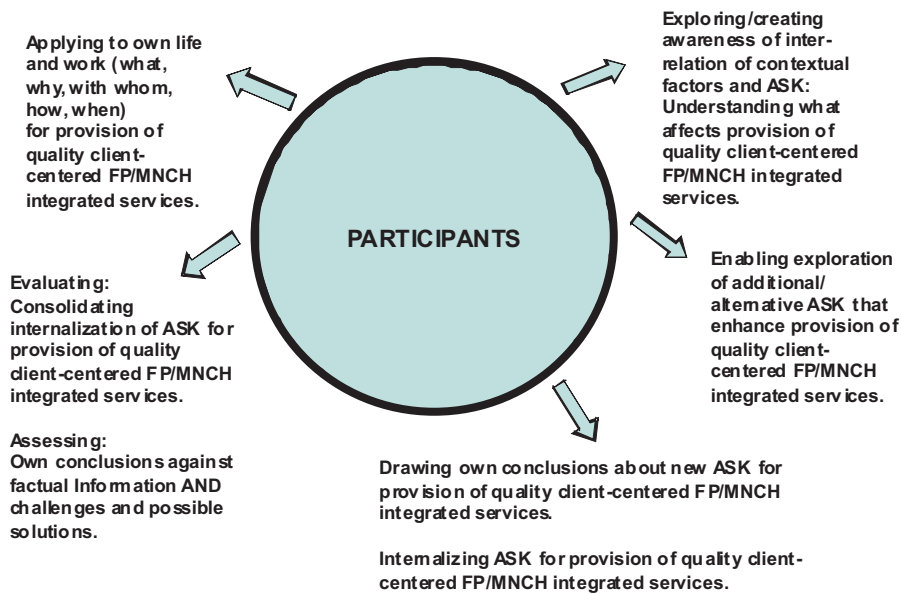 Applying to own life
and work (what,
why, with whom,
how, when)
for provision of
quality client-
centered FP/MNCH
integrated services.
Exploring/creating
awareness of inter-
relation of contextual
factors and ASK:
Understanding what
affects provision of
quality client-centered
FP/MNCH integrated
services.
PARTICIPANTS
Enabling exploration
of additional/
alternative ASK that
enhance provision of
quality client-
centered FP/MNCH
integrated services.
Drawing own conclusions about new ASK for
provision of quality client-centered FP/MNCH
integrated services.
Internalizing ASK for provision of quality client-
centered FP/MNCH integrated services.
Evaluating:
Consolidating
internalization of ASK for
provision of quality
client-centered FP/MNCH
integrated services.
Assessing:
Own conclusions against
factual Information AND
challenges and possible
solutions.